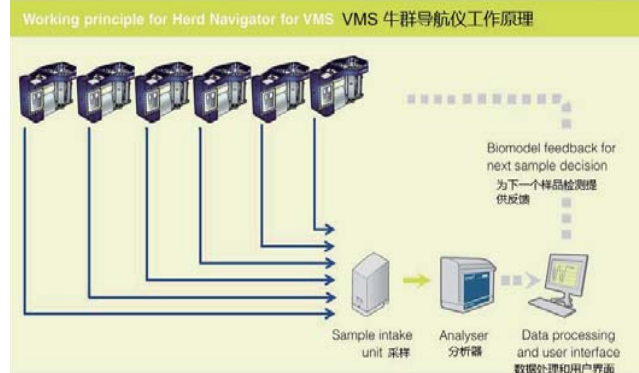 Working principle for Herd Navigator for VMS VMS 牛群导航仪工作原理
Biomodel feedback for
next sample decision
为下一个样品检测提
供反馈
Sample intake
unit 采样
Analyser
分析器
Data processing
and user interface
数据处理和用户界面